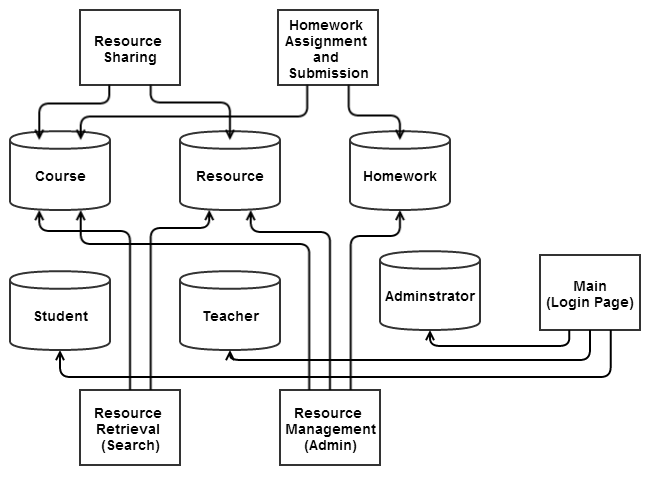 Resource
Sharing
Homework
Assignment
and
Submission
Course
Resource
Homework
Student
Teacher
Adminstrator
Main
(Login Page)
Resource
Retrieval
(Search)
Resource
Management
(Admin)